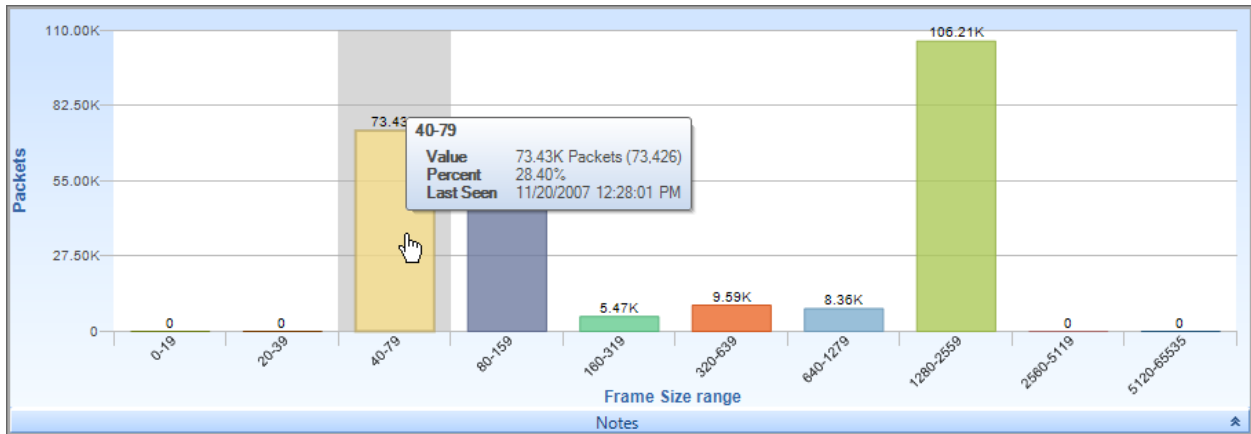 110.00K
106.21K
82.50K
73.43
40-79
Value 73.43K Packets (73,426)
Percent 28.40%
Last Seen 11/20/2007 12:28:01 PM
Packets
55.00K
27.50K
5.47K
9.59K
8.36K
0
0
0
0
0
0-19
20-39
40-79
80-159
160-319
320-639
640-1279
1280-2559
2560-5119
5120-65535
Frame Size range
Notes